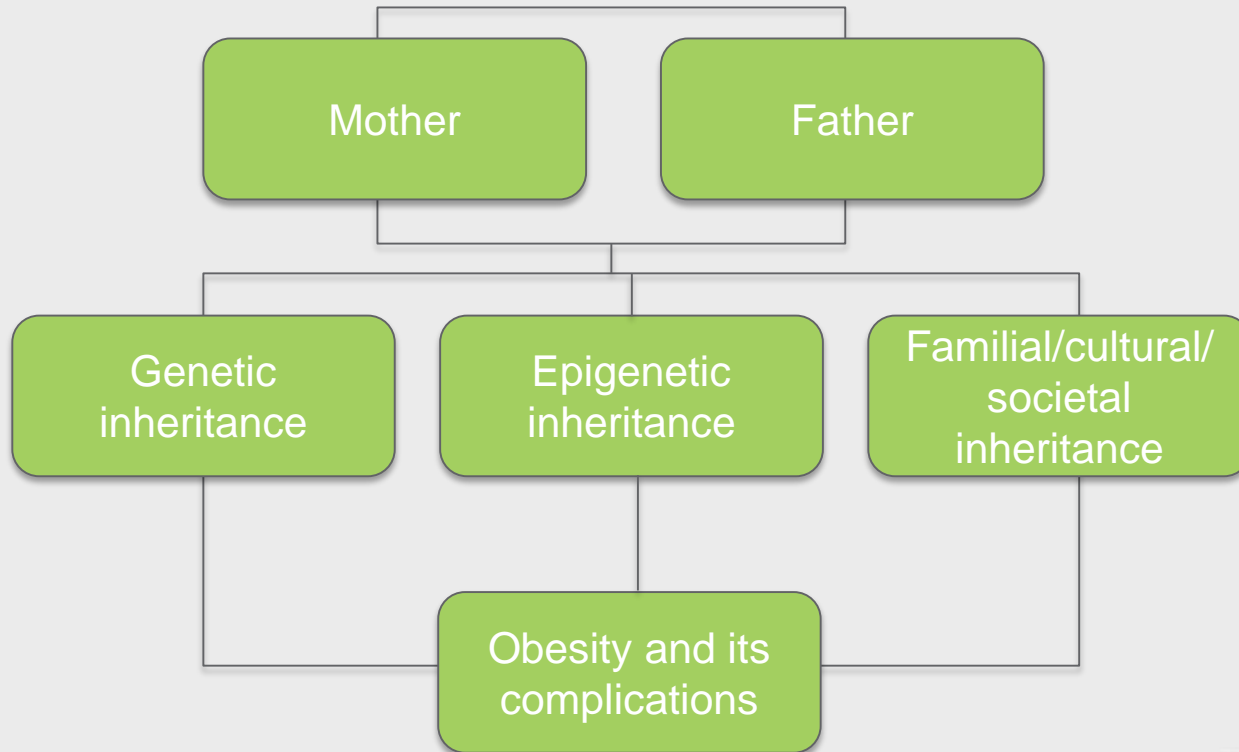 Mother
Father
Genetic
inheritance
Epigenetic
inheritance
Familial/cultural/
societal
inheritance
Obesity and its
complications